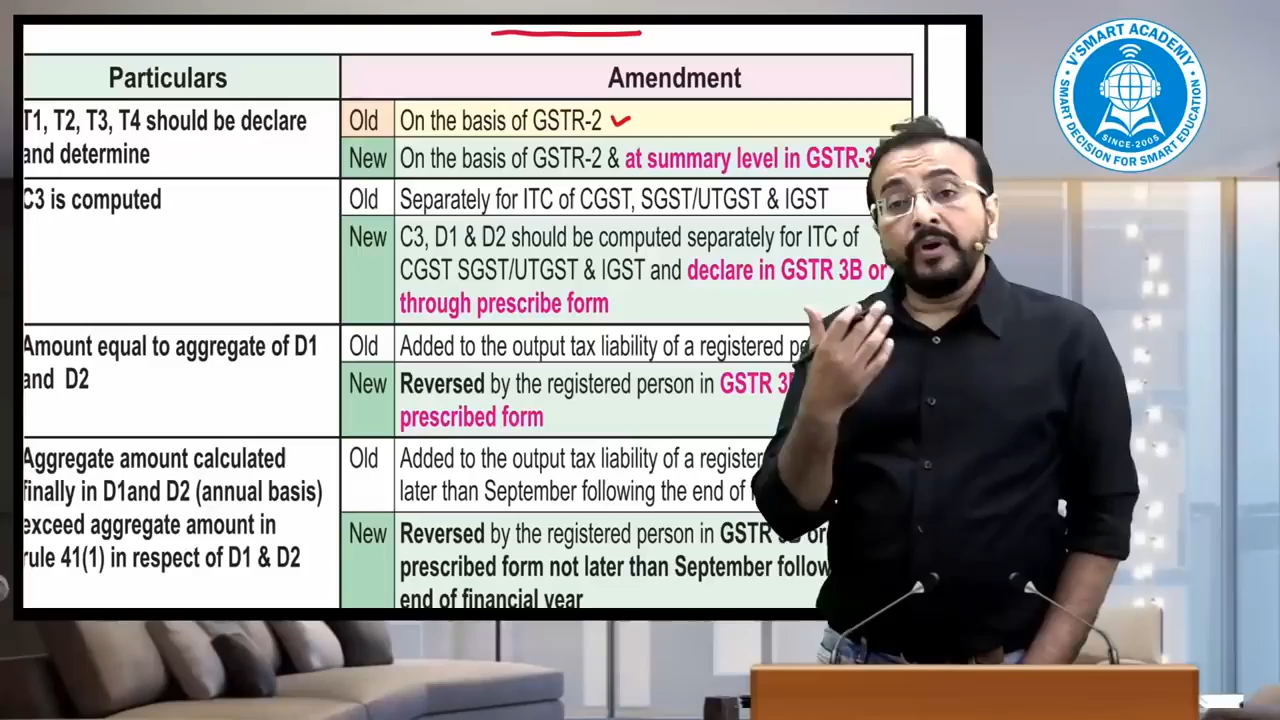 Particulars
Amendment
T1, T2, T3, T4 should be declare
and determine
Old
On the basis of GSTR-2
New
On the basis of GSTR-2 & at summary level in GSTR-3
C3 is computed
Old
Separately for ITC of CGST, SGST/UTGST & IGST
New
C3, D1 & D2 should be computed separately for ITC of
CGST SGST/UTGST & IGST and declare in GSTR 3B or
through prescribe form
Amount equal to aggregate of D1
and D2
Old
Added to the output tax liability of a registered
New
Reversed by the registered person in GSTR
prescribed form
Aggregate amount calculated
finally in D1and D2 (annual basis)
exceed aggregate amount in
rule 41(1) in respect of D1 & D2
Old
Added to the output tax liability of a
later than September following the end of
New
Reversed by the registered person in GSTR 3B or
prescribed form not later than September
end of financial year
V'SMART ACADEMY
SINCE-2005
SMART DECISION FOR SMART EDUCATION